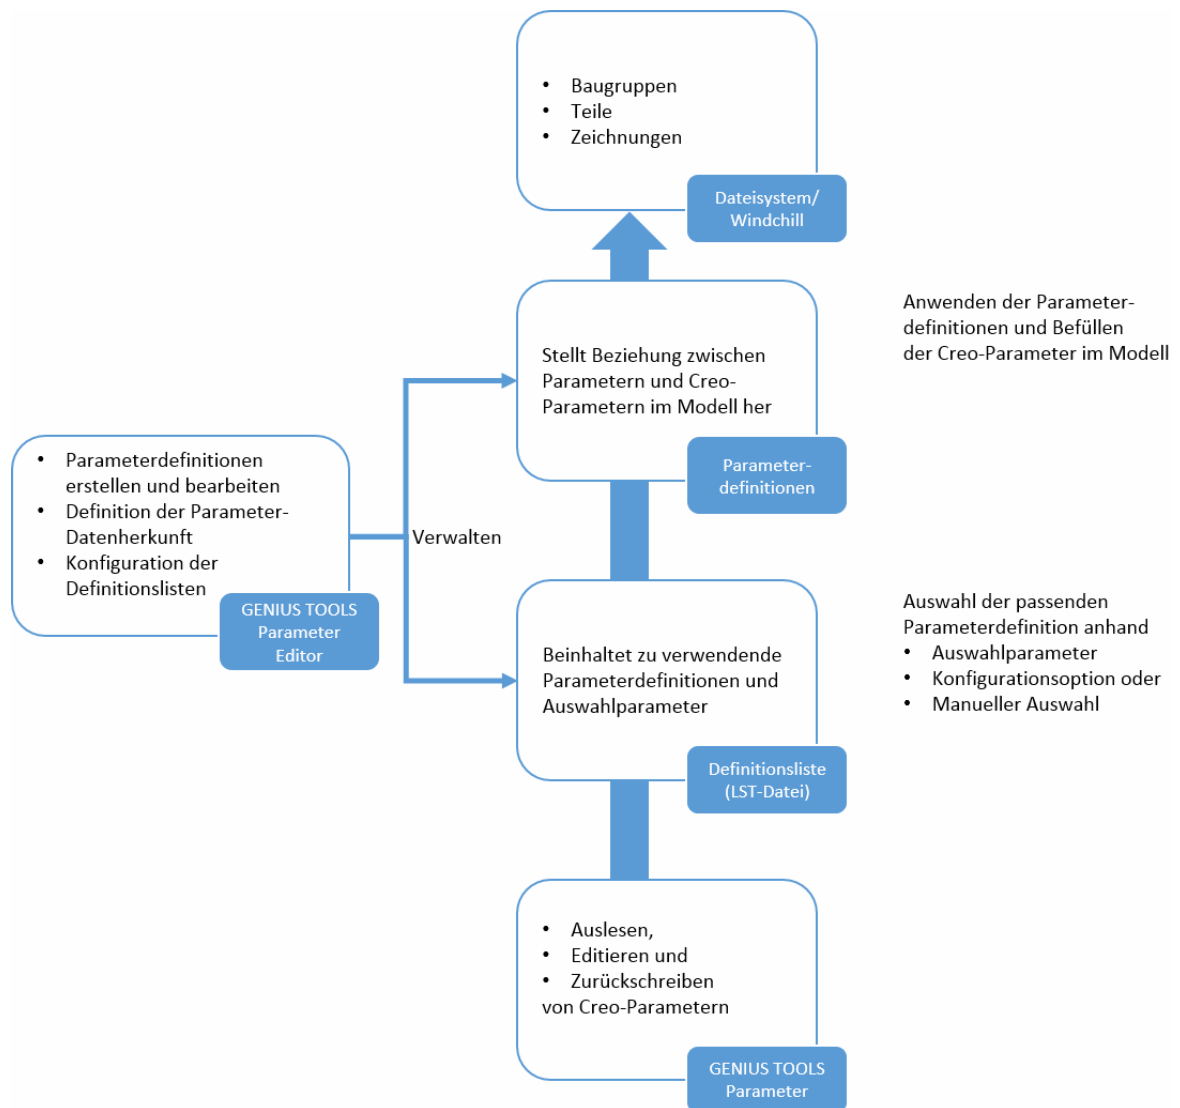 • Baugruppen
• Teile
• Zeichnungen
Dateisystem/
Windchill
Stellt Beziehung zwischen
Parametern und Creo-
Parametern im Modell her
Parameter-
definitionen
Anwenden der Parameter-
definitionen und Befüllen
der Creo-Parameter im Modell
• Parameterdefinitionen
erstellen und bearbeiten
• Definition der Parameter-
Datenherkunft
• Konfiguration der
Definitionslisten
GENIUS TOOLS
Parameter
Editor
Verwalten
Beinhaltet zu verwendende
Parameterdefinitionen und
Auswahlparameter
Definitionsliste
(LST-Datei)
Auswahl der passenden
Parameterdefinition anhand
• Auswahlparameter
• Konfigurationsoption oder
• Manueller Auswahl
• Auslesen,
• Editieren und
• Zurückschreiben
von Creo-Parametern
GENIUS TOOLS
Parameter